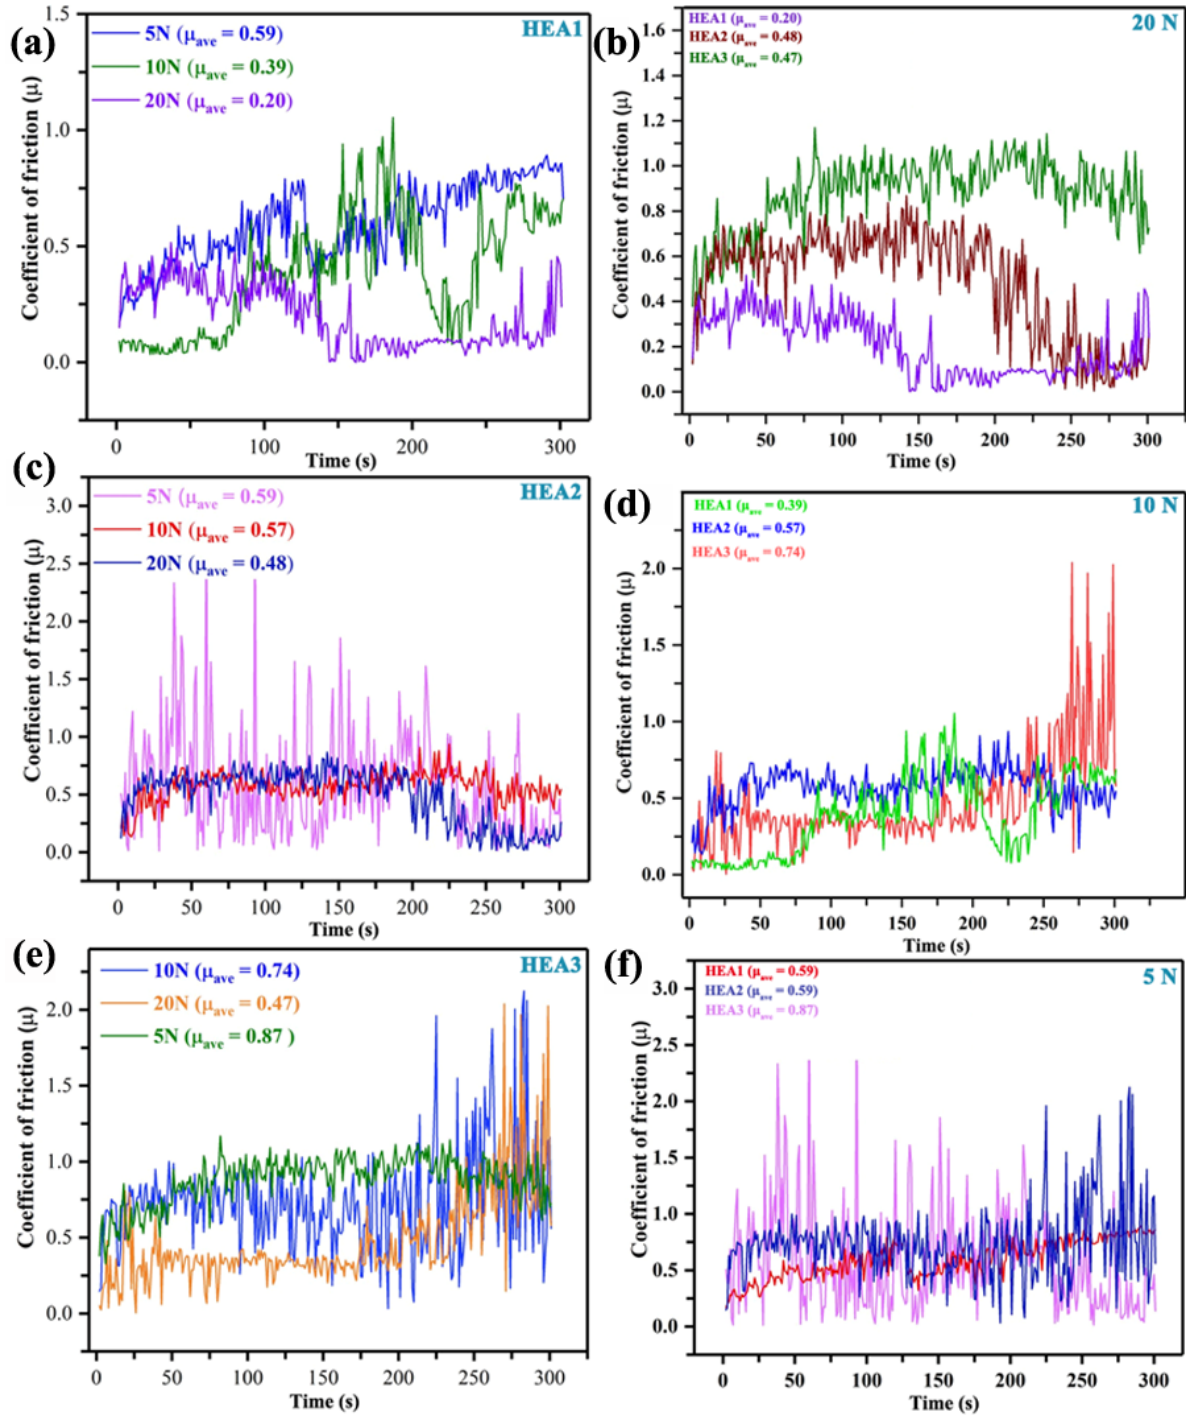 (a)
HEA1
5N (μave = 0.59)
10N (μave = 0.39)
20N (μave = 0.20)
1.5
1.0
0.5
0.0
Coefficient of friction (μ)
0 100 200 300
Time (s)
(b)
20 N
HEA1 (μave = 0.20)
HEA2 (μave = 0.48)
HEA3 (μave = 0.47)
1.6
1.4
1.2
1.0
0.8
0.6
0.4
0.2
0.0
Coefficient of friction (μ)
0 50 100 150 200 250 300
Time (s)
(c)
HEA2
5N (μave = 0.59)
10N (μave = 0.57)
20N (μave = 0.48)
3.0
2.5
2.0
1.5
1.0
0.5
0.0
Coefficient of friction (μ)
0 50 100 150 200 250 300
Time (s)
(d)
10 N
HEA1 (μave = 0.39)
HEA2 (μave = 0.57)
HEA3 (μave = 0.74)
2.0
1.5
1.0
0.5
0.0
Coefficient of friction (μ)
0 50 100 150 200 250 300
Time (s)
(e)
HEA3
10N (μave = 0.74)
20N (μave = 0.47)
5N (μave = 0.87 )
2.0
1.5
1.0
0.5
0.0
Coefficient of friction (μ)
0 50 100 150 200 250 300
Time (s)
(f)
5 N
HEA1 (μave = 0.59)
HEA2 (μave = 0.59)
HEA3 (μave = 0.87)
3.0
2.5
2.0
1.5
1.0
0.5
0.0
Coefficient of friction (μ)
0 50 100 150 200 250 300
Time (s)